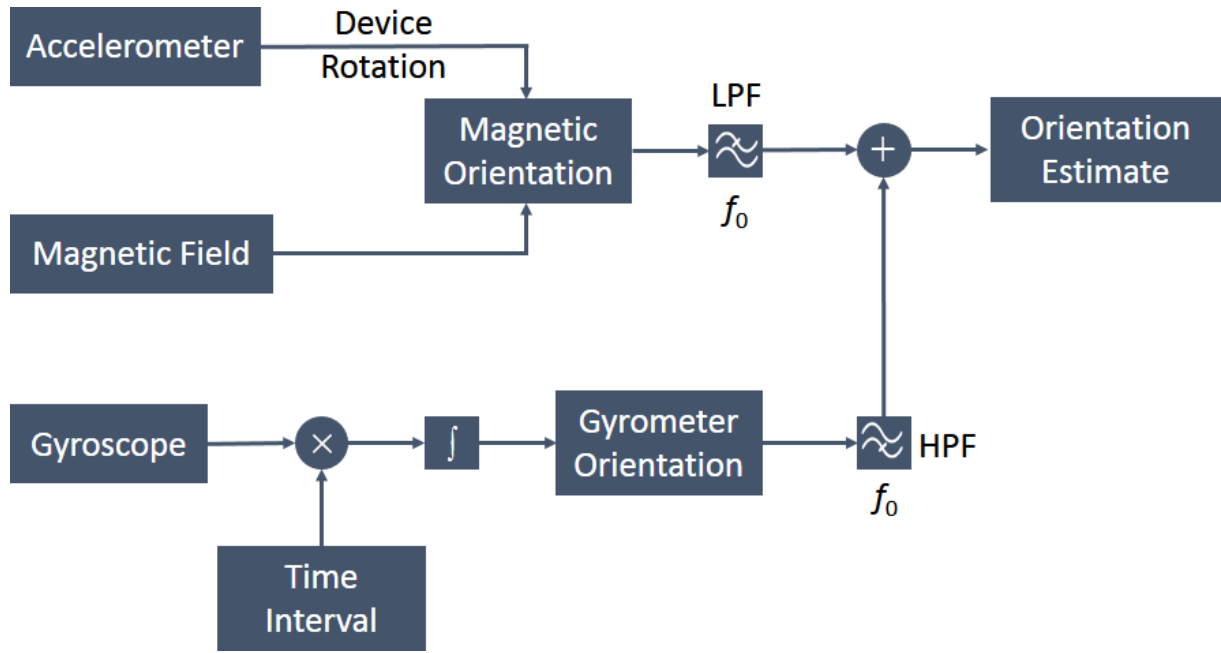 Accelerometer
Device
Rotation
Magnetic
Orientation
LPF
f0
+
Orientation
Estimate
Magnetic Field
Gyroscope
×
∫
Gyrometer
Orientation
HPF
f0
Time
Interval